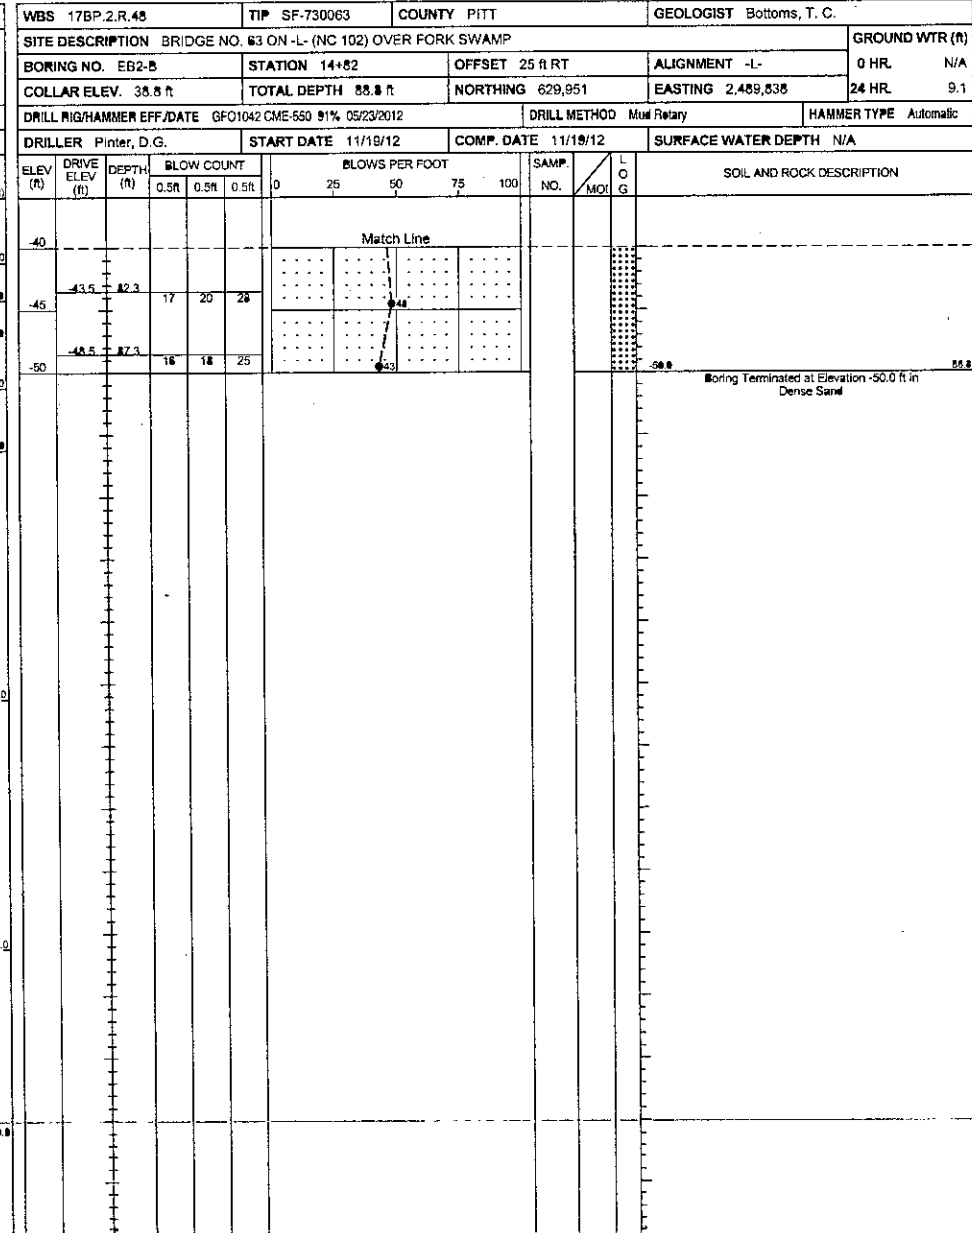 WBS 17BP.2.R.48 TIP SF-730063 COUNTY PITT GEOLOGIST Bottoms, T. C.
SITE DESCRIPTION BRIDGE NO. 63 ON -L- (NC 102) OVER FORK SWAMP GROUND WTR (ft)
BORING NO. EB2-B STATION 14+82 OFFSET 25 ft RT ALIGNMENT -L- 0 HR. N/A
COLLAR ELEV. 38.8 ft TOTAL DEPTH 88.8 ft NORTHING 629,951 EASTING 2,489,838 24 HR. 9.1
DRILL RIG/HAMMER EFF./DATE GFO1042 CME-550 91% 05/23/2012 DRILL METHOD Mud Rotary HAMMER TYPE Automatic
DRILLER Pinter, D.G. START DATE 11/19/12 COMP. DATE 11/19/12 SURFACE WATER DEPTH N/A
ELEV (ft) DRIVE ELEV (ft) DEPTH (ft) BLOW COUNT BLOWS PER FOOT SAMP. NO. MOI LOG SOIL AND ROCK DESCRIPTION
0.5ft 0.5ft 0.5ft 0 25 50 75 100
-40 Match Line
-43.5 82.3
17 20 28 48
-45
-48.5 87.3
16 18 25 43
-50 -50.0 88.8
Boring Terminated at Elevation -50.0 ft in
Dense Sand